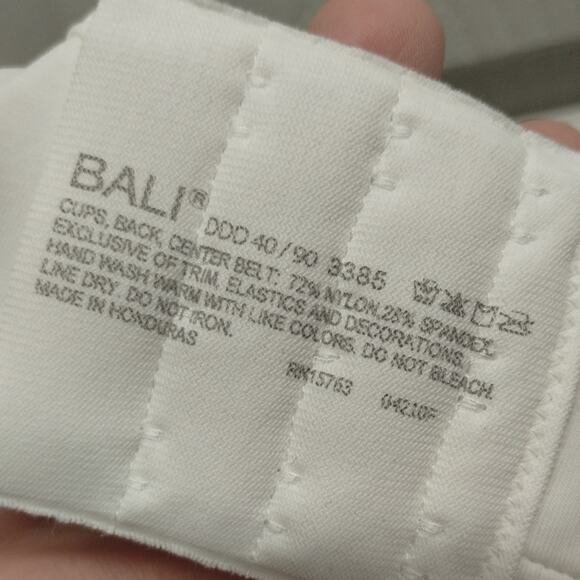 BALI®
DDD 40 / 90 3385
CUPS, BACK, CENTER BELT: 72% NYLON, 28% SPANDEX,
EXCLUSIVE OF TRIM, ELASTICS AND DECORATIONS.
HAND WASH WARM WITH LIKE COLORS. DO NOT BLEACH.
LINE DRY. DO NOT IRON.
MADE IN HONDURAS
RN15763